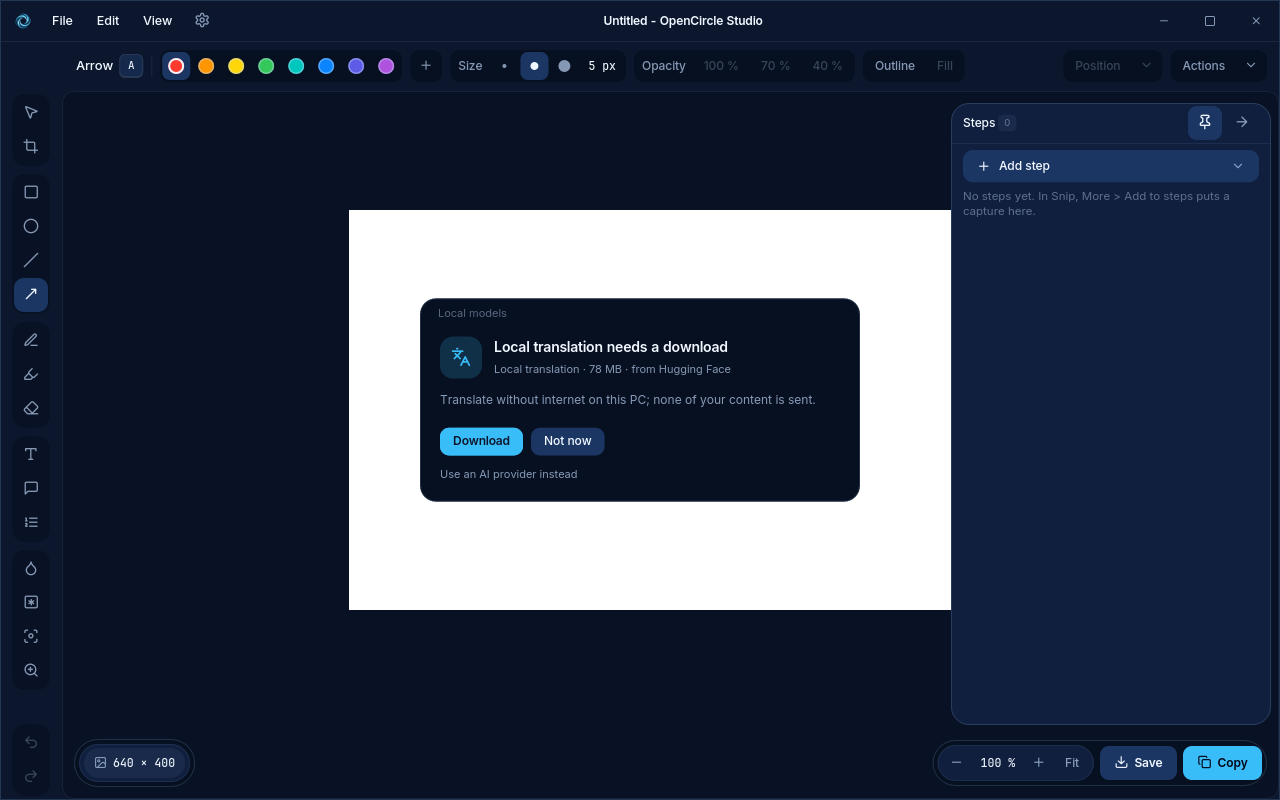 File Edit View
Untitled - OpenCircle Studio
Arrow A
Size 5 px
Opacity 100 % 70 % 40 %
Outline Fill
Position
Actions
Steps 0
Add step
No steps yet. In Snip, More > Add to steps puts a
capture here.
Local models
Local translation needs a download
Local translation · 78 MB · from Hugging Face
Translate without internet on this PC; none of your content is sent.
Download Not now
Use an AI provider instead
640 × 400
100 % Fit
Save
Copy